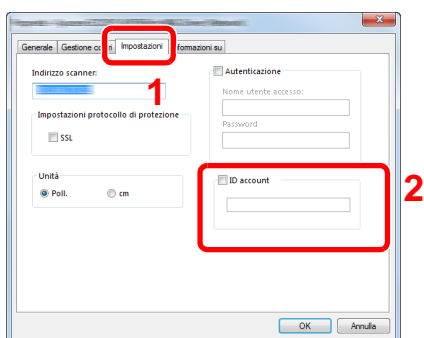 Generale Gestione co ri Impostazioni formazioni su
1
Indirizzo scanner:
Impostazioni protocollo di protezione
SSL
Unità
Poll. cm
Autenticazione
Nome utente accesso:
Password
ID account
2
OK Annulla